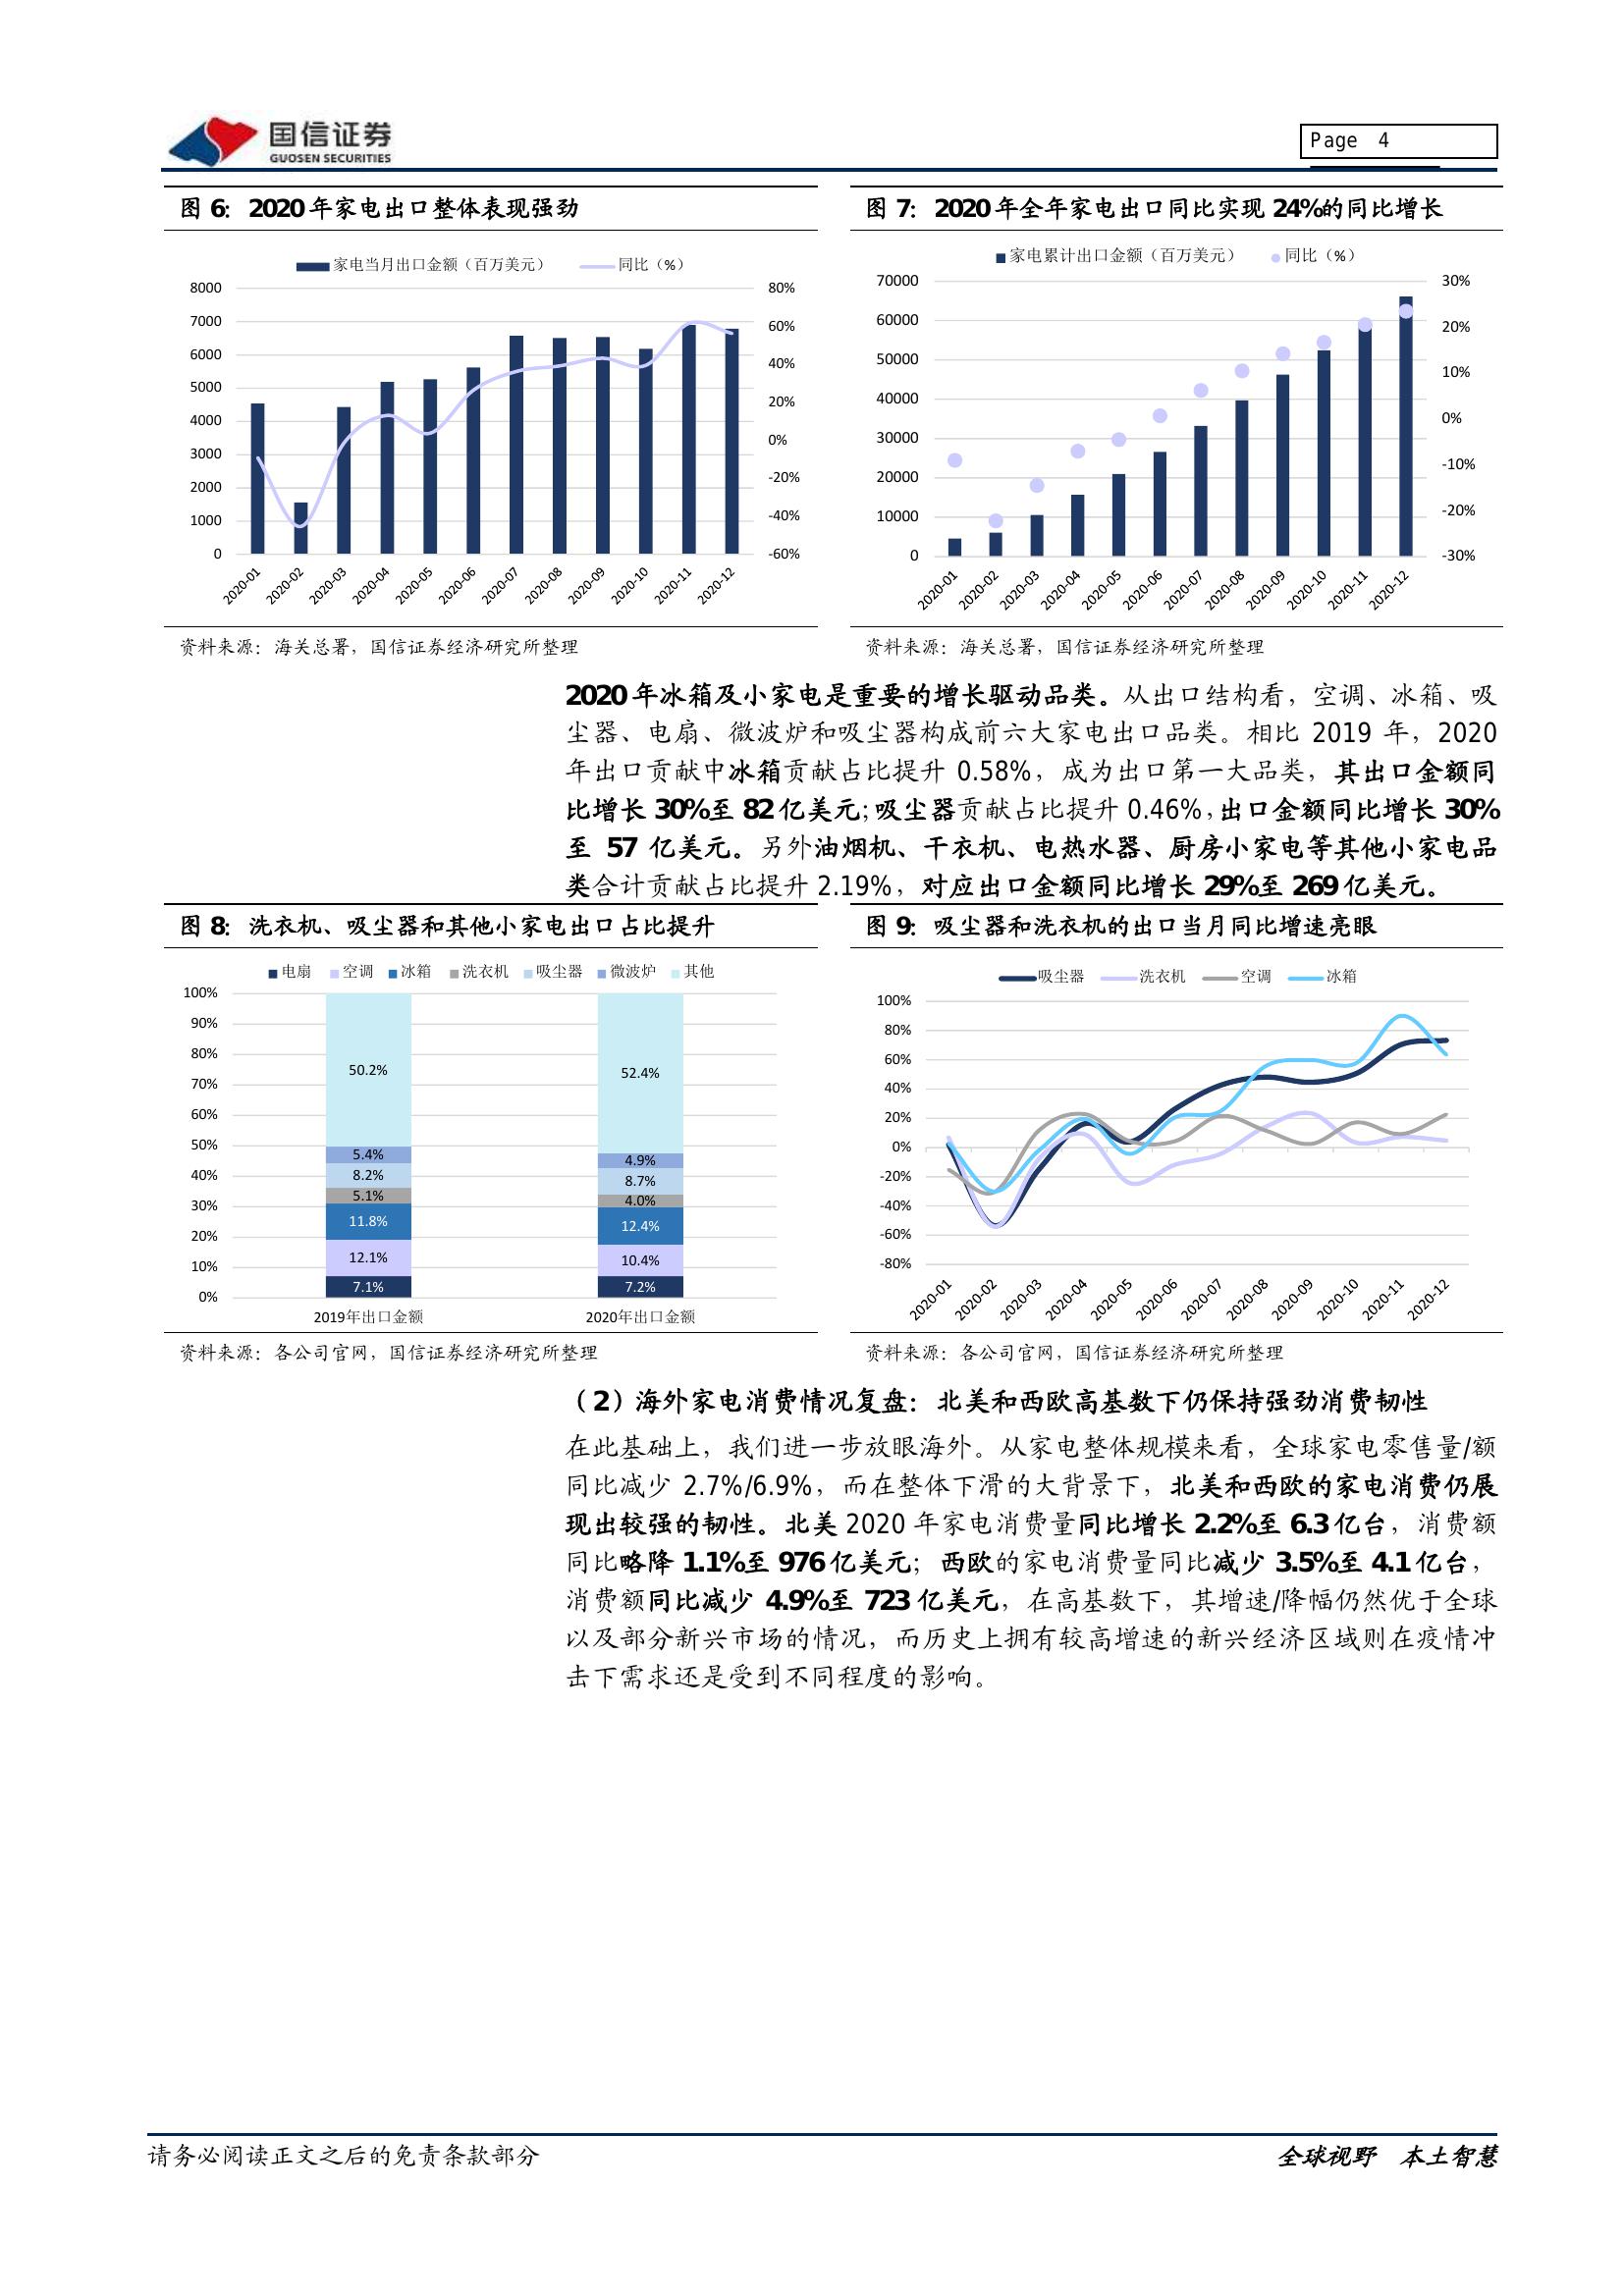 国信证券
GUOSEN SECURITIES
Page 4
图 6：2020 年家电出口整体表现强劲
家电当月出口金额（百万美元） 同比（%）
8000
7000
6000
5000
4000
3000
2000
1000
0
80%
60%
40%
20%
0%
-20%
-40%
-60%
2020-01 2020-02 2020-03 2020-04 2020-05 2020-06 2020-07 2020-08 2020-09 2020-10 2020-11 2020-12
资料来源：海关总署，国信证券经济研究所整理
图 7：2020 年全年家电出口同比实现 24%的同比增长
家电累计出口金额（百万美元） 同比（%）
70000
60000
50000
40000
30000
20000
10000
0
30%
20%
10%
0%
-10%
-20%
-30%
2020-01 2020-02 2020-03 2020-04 2020-05 2020-06 2020-07 2020-08 2020-09 2020-10 2020-11 2020-12
资料来源：海关总署，国信证券经济研究所整理
2020 年冰箱及小家电是重要的增长驱动品类。从出口结构看，空调、冰箱、吸
尘器、电扇、微波炉和吸尘器构成前六大家电出口品类。相比 2019 年，2020
年出口贡献中冰箱贡献占比提升 0.58%，成为出口第一大品类，其出口金额同
比增长 30%至 82 亿美元；吸尘器贡献占比提升 0.46%，出口金额同比增长 30%
至 57 亿美元。另外油烟机、干衣机、电热水器、厨房小家电等其他小家电品
类合计贡献占比提升 2.19%，对应出口金额同比增长 29%至 269 亿美元。
图 8：洗衣机、吸尘器和其他小家电出口占比提升
电扇 空调 冰箱 洗衣机 吸尘器 微波炉 其他
100%
90%
80%
70%
60%
50%
40%
30%
20%
10%
0%
50.2%
5.4%
8.2%
5.1%
11.8%
12.1%
7.1%
52.4%
4.9%
8.7%
4.0%
12.4%
10.4%
7.2%
2019年出口金额 2020年出口金额
资料来源：各公司官网，国信证券经济研究所整理
图 9：吸尘器和洗衣机的出口当月同比增速亮眼
吸尘器 洗衣机 空调 冰箱
100%
80%
60%
40%
20%
0%
-20%
-40%
-60%
-80%
2020-01 2020-02 2020-03 2020-04 2020-05 2020-06 2020-07 2020-08 2020-09 2020-10 2020-11 2020-12
资料来源：各公司官网，国信证券经济研究所整理
（2）海外家电消费情况复盘：北美和西欧高基数下仍保持强劲消费韧性
在此基础上，我们进一步放眼海外。从家电整体规模来看，全球家电零售量/额
同比减少 2.7%/6.9%，而在整体下滑的大背景下，北美和西欧的家电消费仍展
现出较强的韧性。北美 2020 年家电消费量同比增长 2.2%至 6.3 亿台，消费额
同比略降 1.1%至 976 亿美元；西欧的家电消费量同比减少 3.5%至 4.1 亿台，
消费额同比减少 4.9%至 723 亿美元，在高基数下，其增速/降幅仍然优于全球
以及部分新兴市场的情况，而历史上拥有较高增速的新兴经济区域则在疫情冲
击下需求还是受到不同程度的影响。
请务必阅读正文之后的免责条款部分
全球视野 本土智慧